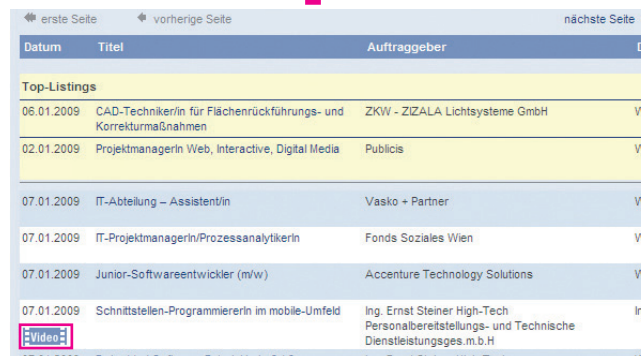 erste Seite vorherige Seite nächste Seite
Datum Titel Auftraggeber
Top-Listings
06.01.2009 CAD-Techniker/in für Flächenrückführungs- und ZKW - ZIZALA Lichtsysteme GmbH W
Korrekturmaßnahmen
02.01.2009 ProjektmanagerIn Web, Interactive, Digital Media Publicis W
07.01.2009 IT-Abteilung – Assistent/in Vasko + Partner W
07.01.2009 IT-ProjektmanagerIn/ProzessanalytikerIn Fonds Soziales Wien W
07.01.2009 Junior-Softwareentwickler (m/w) Accenture Technology Solutions W
07.01.2009 Schnittstellen-ProgrammiererIn im mobile-Umfeld Ing. Ernst Steiner High-Tech
Personalbereitstellungs- und Technische
Video Dienstleistungsges.m.b.H